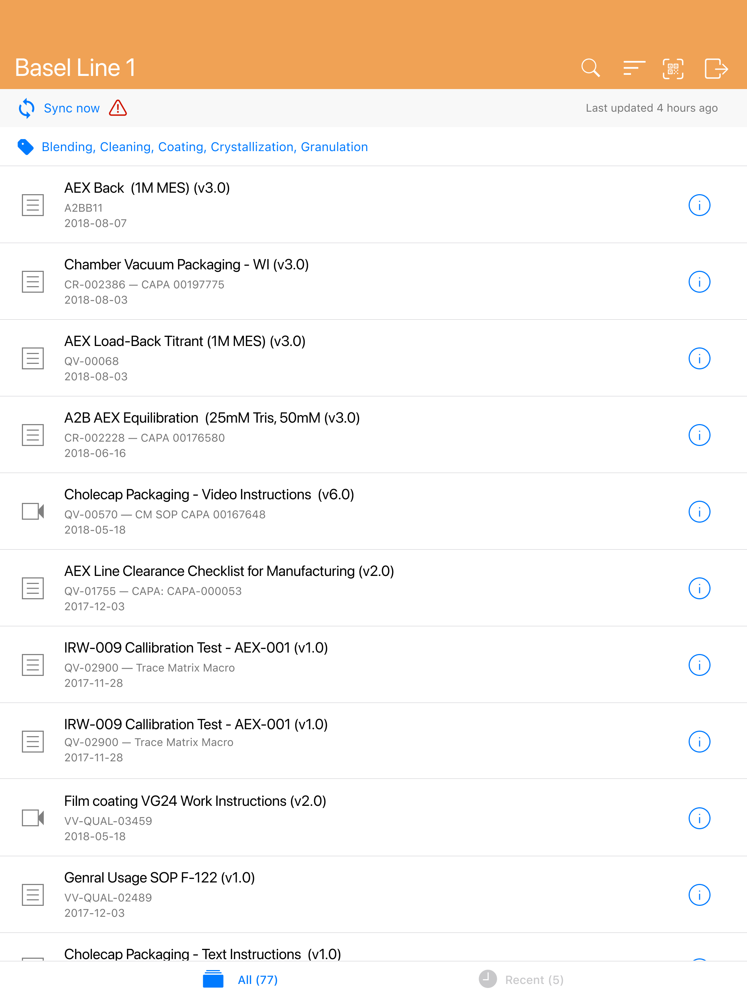 Basel Line 1
Sync now
Last updated 4 hours ago
Blending, Cleaning, Coating, Crystallization, Granulation
AEX Back  (1M MES) (v3.0)
A2BB11
2018-08-07
Chamber Vacuum Packaging - WI (v3.0)
CR-002386 — CAPA 00197775
2018-08-03
AEX Load-Back Titrant (1M MES) (v3.0)
QV-00068
2018-08-03
A2B AEX Equilibration  (25mM Tris, 50mM (v3.0)
CR-002228 — CAPA 00176580
2018-06-16
Cholecap Packaging - Video Instructions  (v6.0)
QV-00570 — CM SOP CAPA 00167648
2018-05-18
AEX Line Clearance Checklist for Manufacturing (v2.0)
QV-01755 — CAPA: CAPA-000053
2017-12-03
IRW-009 Callibration Test - AEX-001 (v1.0)
QV-02900 — Trace Matrix Macro
2017-11-28
IRW-009 Callibration Test - AEX-001 (v1.0)
QV-02900 — Trace Matrix Macro
2017-11-28
Film coating VG24 Work Instructions (v2.0)
VV-QUAL-03459
2018-05-18
Genral Usage SOP F-122 (v1.0)
VV-QUAL-02489
2017-12-03
Cholecap Packaging - Text Instructions  (v1.0)
All (77)
Recent (5)